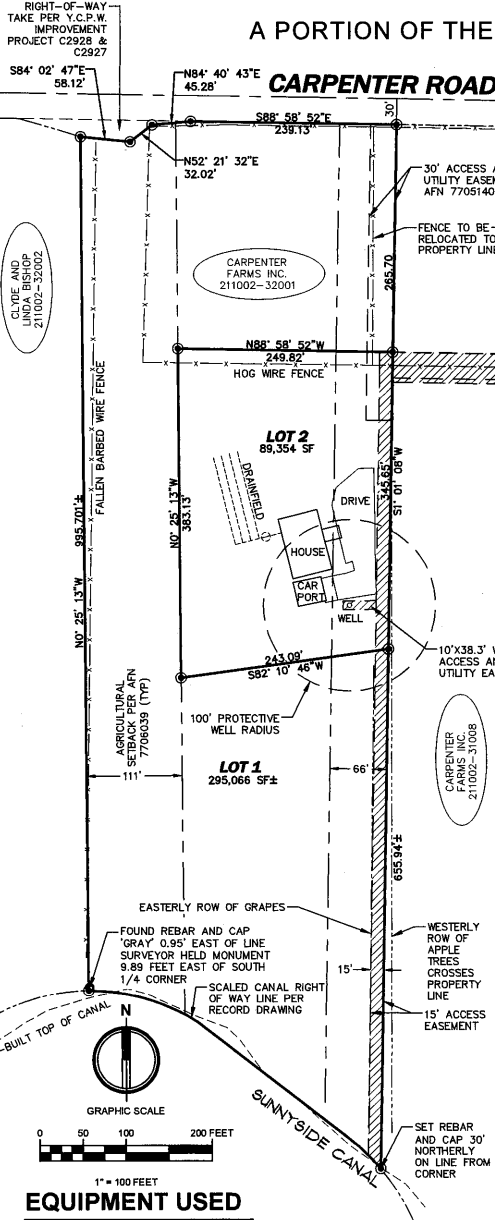 A PORTION OF THE
RIGHT-OF-WAY
TAKE PER Y.C.P.W.
IMPROVEMENT
PROJECT C2928 &
C2927
S84° 02' 47"E
58.12'
N84° 40' 43"E
45.28'
CARPENTER ROAD
S88° 58' 52"E
239.13'
30'
N52° 21' 32"E
32.02'
30' ACCESS A
UTILITY EASE
AFN 7705140
FENCE TO BE
RELOCATED TO
PROPERTY LINE
CLYDE AND
LINDA BISHOP
211002-32002
CARPENTER
FARMS INC.
211002-32001
265.70
N88° 58' 52"W
249.82'
HOG WIRE FENCE
FALLEN BARBED WIRE FENCE
LOT 2
89,354 SF
DRAINFIELD
DRIVE
HOUSE
CAR
PORT
WELL
345.65'
S1° 01' 08"W
N0° 25' 13"W
383.13'
995.701'±
N0° 25' 13"W
10'X38.3' W
ACCESS AN
UTILITY EA
243.09'
S82° 10' 46"W
AGRICULTURAL
SETBACK PER AFN
7706039 (TYP)
100' PROTECTIVE
WELL RADIUS
CARPENTER
FARMS INC.
211002-31008
LOT 1
295,066 SF±
111'
66'
655.94'±
EASTERLY ROW OF GRAPES
FOUND REBAR AND CAP
'GRAY' 0.95' EAST OF LINE
SURVEYOR HELD MONUMENT
9.89 FEET EAST OF SOUTH
1/4 CORNER
WESTERLY
ROW OF
APPLE
TREES
CROSSES
PROPERTY
LINE
15'
SCALED CANAL RIGHT
OF WAY LINE PER
RECORD DRAWING
15' ACCESS
EASEMENT
-BUILT TOP OF CANAL
N
GRAPHIC SCALE
0 50 100 200 FEET
1" = 100 FEET
SUNNYSIDE CANAL
SET REBAR
AND CAP 30'
NORTHERLY
ON LINE FROM
CORNER
EQUIPMENT USED